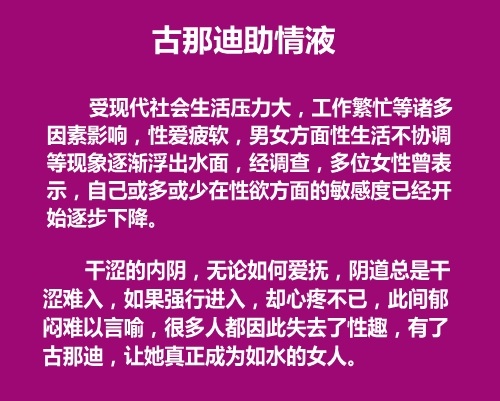 古那迪助情液
受现代社会生活压力大，工作繁忙等诸多
因素影响，性爱疲软，男女方面性生活不协调
等现象逐渐浮出水面，经调查，多位女性曾表
示，自己或多或少在性欲方面的敏感度已经开
始逐步下降。
干涩的内阴，无论如何爱抚，阴道总是干
涩难入，如果强行进入，却心疼不已，此间郁
闷难以言喻，很多人都因此失去了性趣，有了
古那迪，让她真正成为如水的女人。